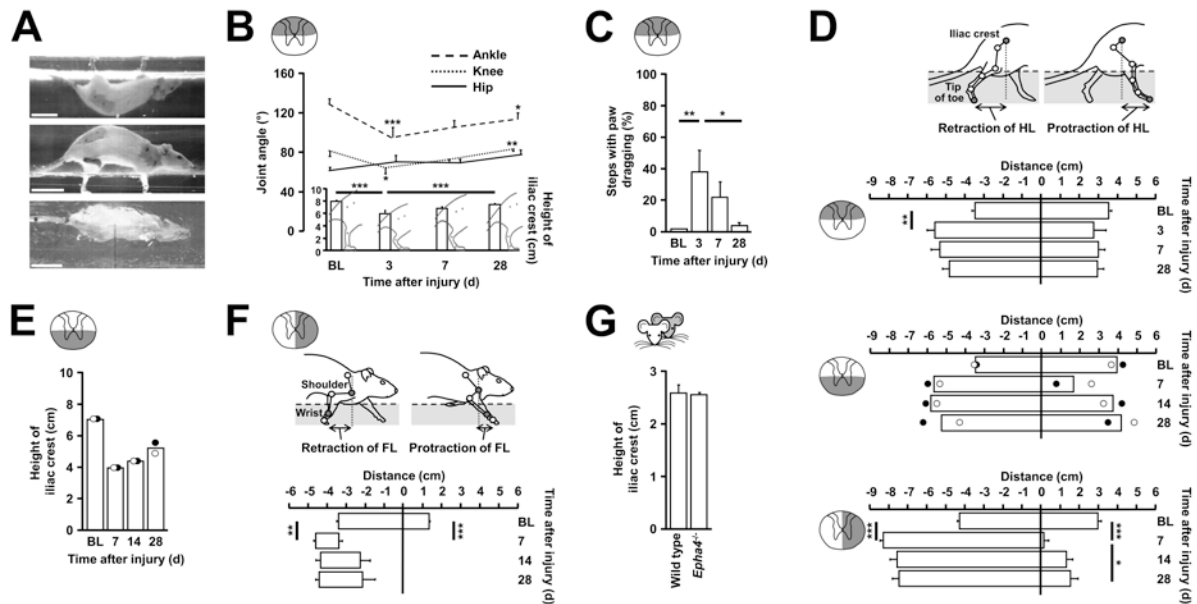 A
B
Ankle
Knee
Hip
160
120
80
40
0
Joint angle (°)
***
*
*
**
***
***
10
8
6
4
2
0
Height of
iliac crest (cm)
BL 3 7 28
Time after injury (d)
C
100
80
60
40
20
0
Steps with paw
dragging (%)
** *
BL 3 7 28
Time after injury (d)
D
Iliac crest
Tip
of toe
Retraction of HL
Protraction of HL
Distance (cm)
-9 -8 -7 -6 -5 -4 -3 -2 -1 0 1 2 3 4 5 6
**
BL
3
7
28
Time after injury (d)
Distance (cm)
-9 -8 -7 -6 -5 -4 -3 -2 -1 0 1 2 3 4 5 6
BL
7
14
28
Time after injury (d)
Distance (cm)
-9 -8 -7 -6 -5 -4 -3 -2 -1 0 1 2 3 4 5 6
***
***
*
BL
7
14
28
Time after injury (d)
E
10
8
6
4
2
0
Height of
iliac crest (cm)
BL 7 14 28
Time after injury (d)
F
Shoulder
Wrist
Retraction of FL
Protraction of FL
Distance (cm)
-6 -5 -4 -3 -2 -1 0 1 2 3 4 5 6
**
***
BL
7
14
28
Time after injury (d)
G
3
2
1
0
Height of
iliac crest (cm)
Wild type
Epha4-/-